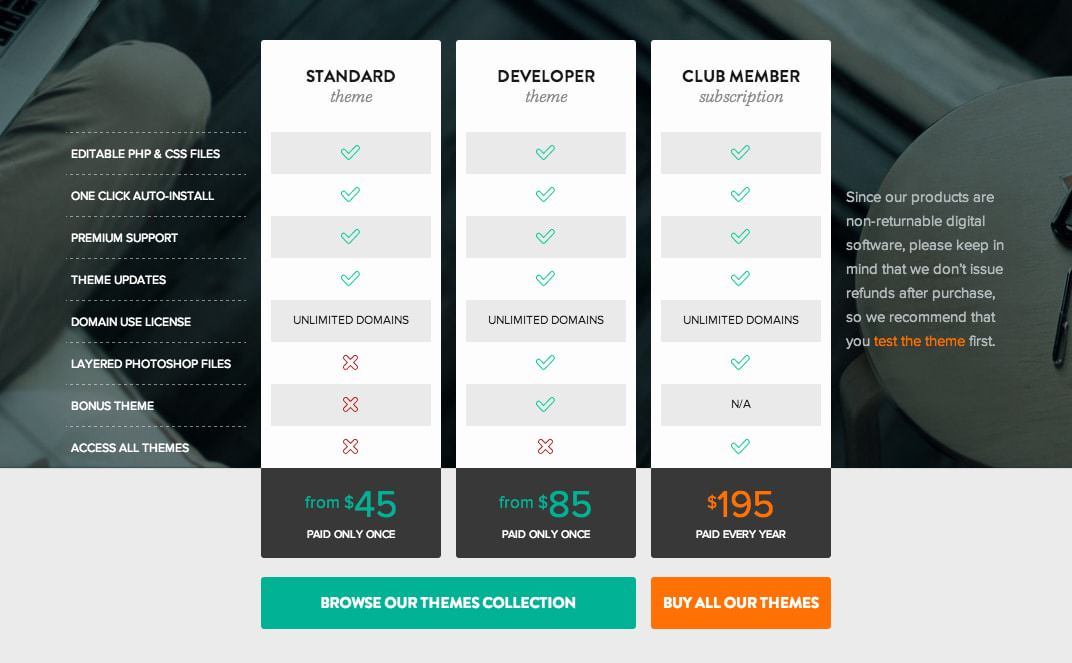 STANDARD
theme
DEVELOPER
theme
CLUB MEMBER
subscription
EDITABLE PHP & CSS FILES
ONE CLICK AUTO-INSTALL
PREMIUM SUPPORT
THEME UPDATES
DOMAIN USE LICENSE
UNLIMITED DOMAINS
UNLIMITED DOMAINS
UNLIMITED DOMAINS
LAYERED PHOTOSHOP FILES
BONUS THEME
N/A
ACCESS ALL THEMES
Since our products are
non-returnable digital
software, please keep in
mind that we don't issue
refunds after purchase,
so we recommend that
you test the theme first.
from $45
PAID ONLY ONCE
from $85
PAID ONLY ONCE
$195
PAID EVERY YEAR
BROWSE OUR THEMES COLLECTION
BUY ALL OUR THEMES